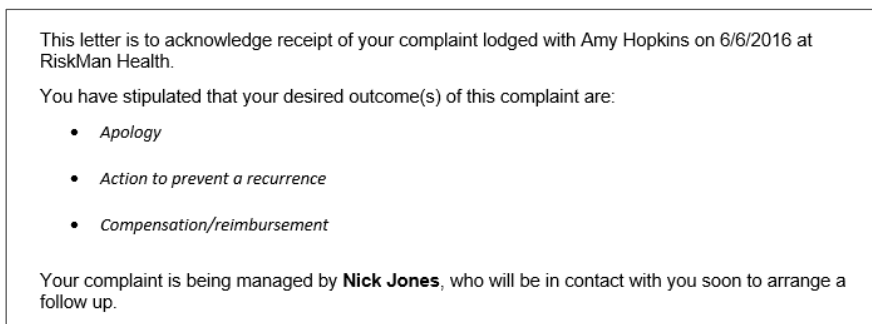 This letter is to acknowledge receipt of your complaint lodged with Amy Hopkins on 6/6/2016 at
RiskMan Health.
You have stipulated that your desired outcome(s) of this complaint are:
• Apology
• Action to prevent a recurrence
• Compensation/reimbursement
Your complaint is being managed by Nick Jones, who will be in contact with you soon to arrange a
follow up.